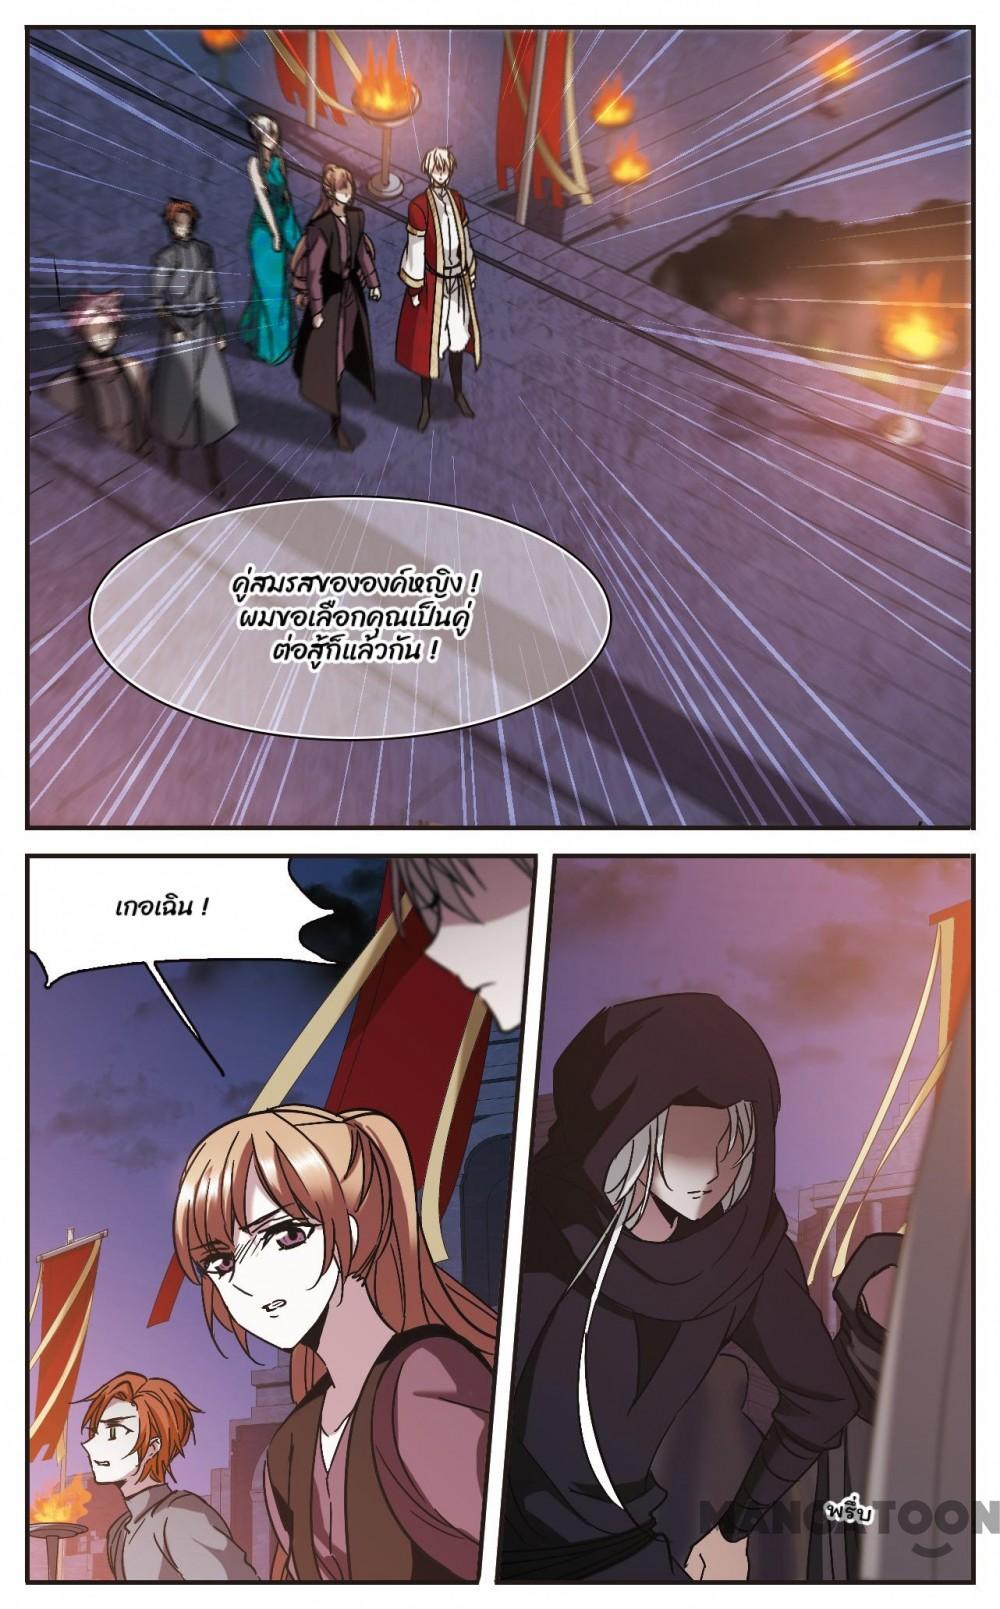 คู่สมรสขององค์หญิง !
ผมขอเลือกคุณเป็นคู่
ต่อสู้ก็แล้วกัน !
เกอเฉิน !
พรึ่บ
MANGATOON